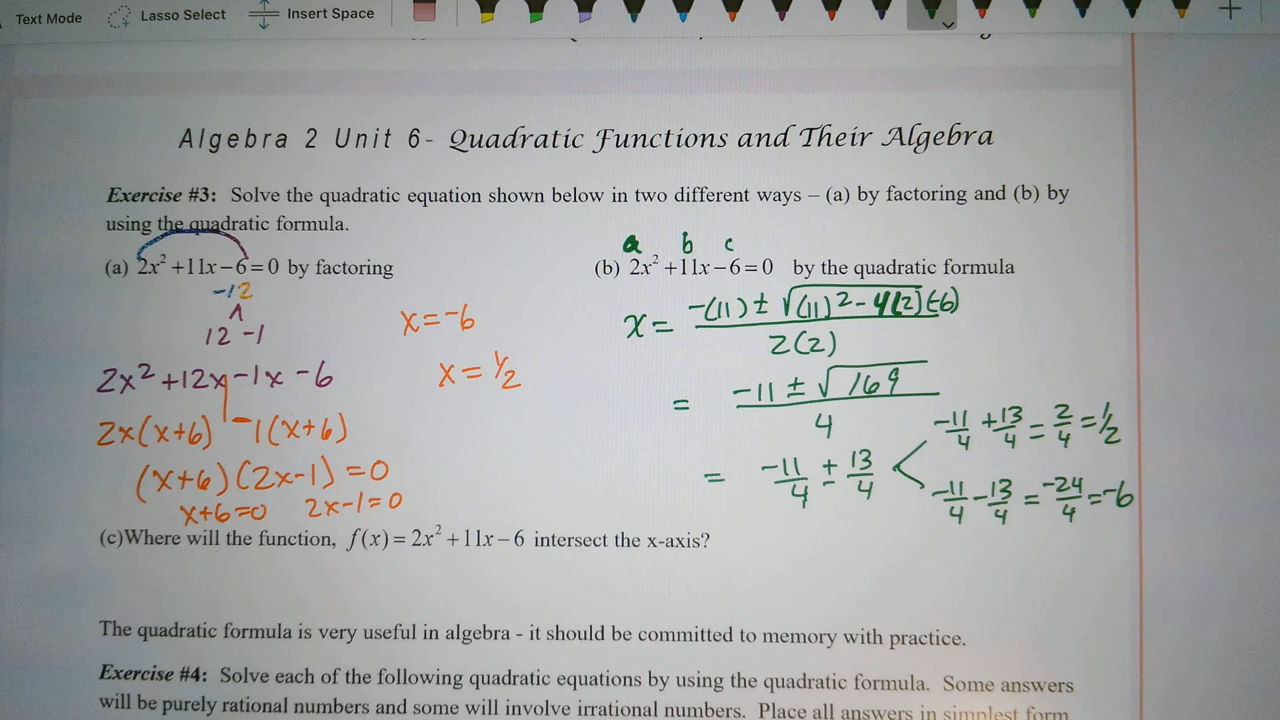 Text Mode Lasso Select Insert Space
Algebra 2 Unit 6- Quadratic Functions and Their Algebra
Exercise #3: Solve the quadratic equation shown below in two different ways – (a) by factoring and (b) by
using the quadratic formula.
(a) 2x² +11x−6=0 by factoring
-12
^
12 -1
2x² +12x -1x -6
2x(x+6) -1(x+6)
(x+6)(2x-1)=0
x+6=0 2x-1=0
x=-6
x=1/2
a b c
(b) 2x² +11x−6=0 by the quadratic formula
x= -(11) ± √(11)² - 4(2)(-6)
2(2)
= -11 ± √169
4
= -11/4 ± 13/4
-11/4 + 13/4 = 2/4 = 1/2
-11/4 - 13/4 = -24/4 = -6
(c)Where will the function, f(x)= 2x² +11x−6 intersect the x-axis?
The quadratic formula is very useful in algebra - it should be committed to memory with practice.
Exercise #4: Solve each of the following quadratic equations by using the quadratic formula. Some answers
will be purely rational numbers and some will involve irrational numbers. Place all answers in simplest form